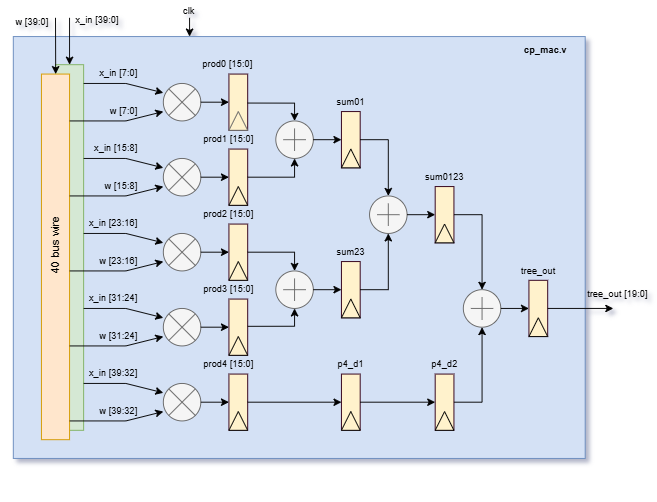 w [39:0]
x_in [39:0]
clk
cp_mac.v
x_in [7:0]
prod0 [15:0]
w [7:0]
sum01
x_in [15:8]
prod1 [15:0]
w [15:8]
sum0123
x_in [23:16]
prod2 [15:0]
w [23:16]
sum23
40 bus wire
x_in [31:24]
prod3 [15:0]
w [31:24]
tree_out
tree_out [19:0]
x_in [39:32]
prod4 [15:0]
p4_d1
p4_d2
w [39:32]